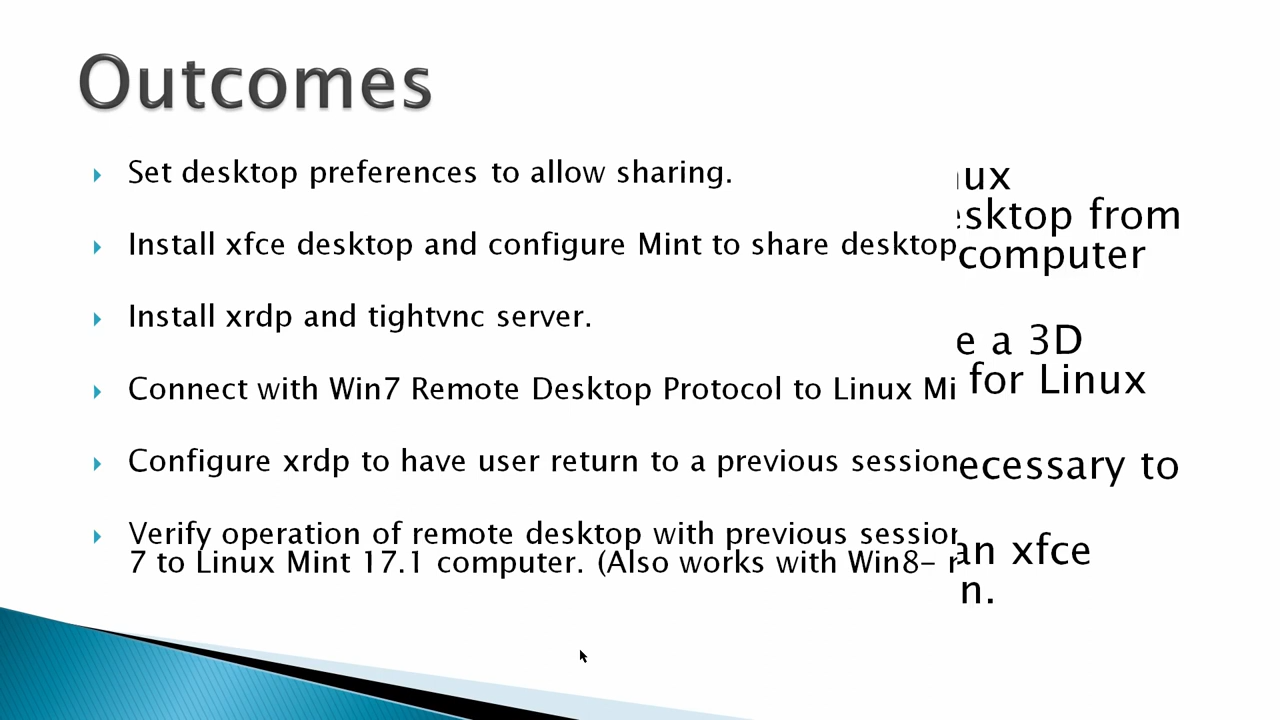 Outcomes
Set desktop preferences to allow sharing.
Install xfce desktop and configure Mint to share desktop
Install xrdp and tightvnc server.
Connect with Win7 Remote Desktop Protocol to Linux Mi
Configure xrdp to have user return to a previous session
Verify operation of remote desktop with previous session
7 to Linux Mint 17.1 computer. (Also works with Win8–
ux
esktop from
computer
e a 3D
for Linux
ecessary to
an xfce
n.